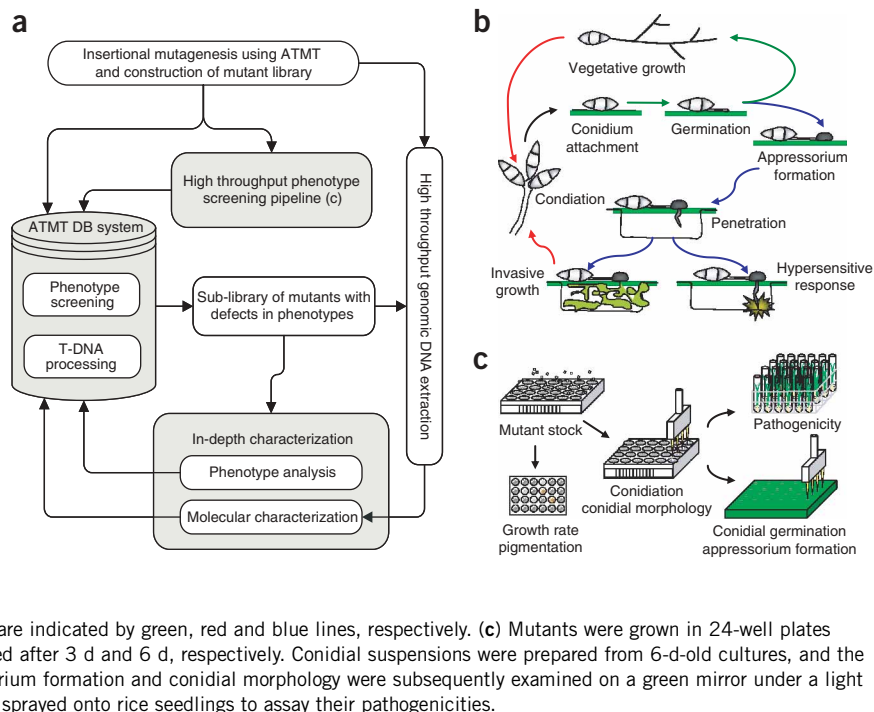 a
Insertional mutagenesis using ATMT
and construction of mutant library
High throughput phenotype
screening pipeline (c)
High throughput genomic DNA extraction
ATMT DB system
Phenotype
screening
T-DNA
processing
Sub-library of mutants with
defects in phenotypes
In-depth characterization
Phenotype analysis
Molecular characterization
b
Vegetative growth
Conidium
attachment
Germination
Appressorium
formation
Condiation
Penetration
Invasive
growth
Hypersensitive
response
c
Mutant stock
Growth rate
pigmentation
Conidiation
conidial morphology
Pathogenicity
Conidial germination
appressorium formation
are indicated by green, red and blue lines, respectively. (c) Mutants were grown in 24-well plates
ed after 3 d and 6 d, respectively. Conidial suspensions were prepared from 6-d-old cultures, and the
rium formation and conidial morphology were subsequently examined on a green mirror under a light
sprayed onto rice seedlings to assay their pathogenicities.